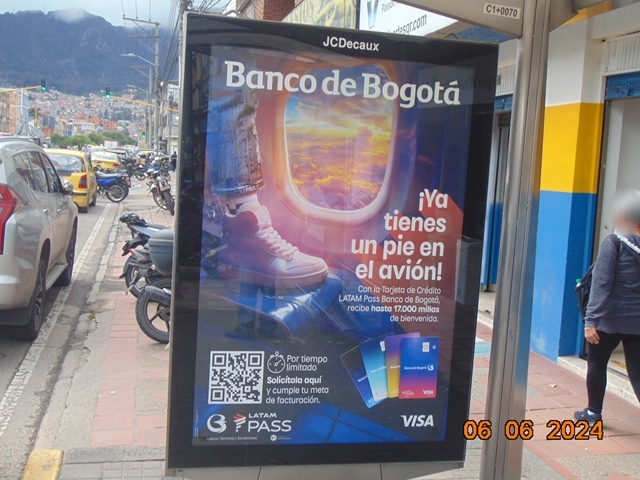 C1+0070
JCDecaux
Banco de Bogotá
¡Ya
tienes
un pie en
el avión!
Con la Tarjeta de Crédito
LATAM Pass Banco de Bogotá,
recibe hasta 17.000 millas
de bienvenida.
Por tiempo
limitado
Solicítala aquí
y cumple tu meta
de facturación.
LATAM
PASS
VISA
VISA
06 06 2024